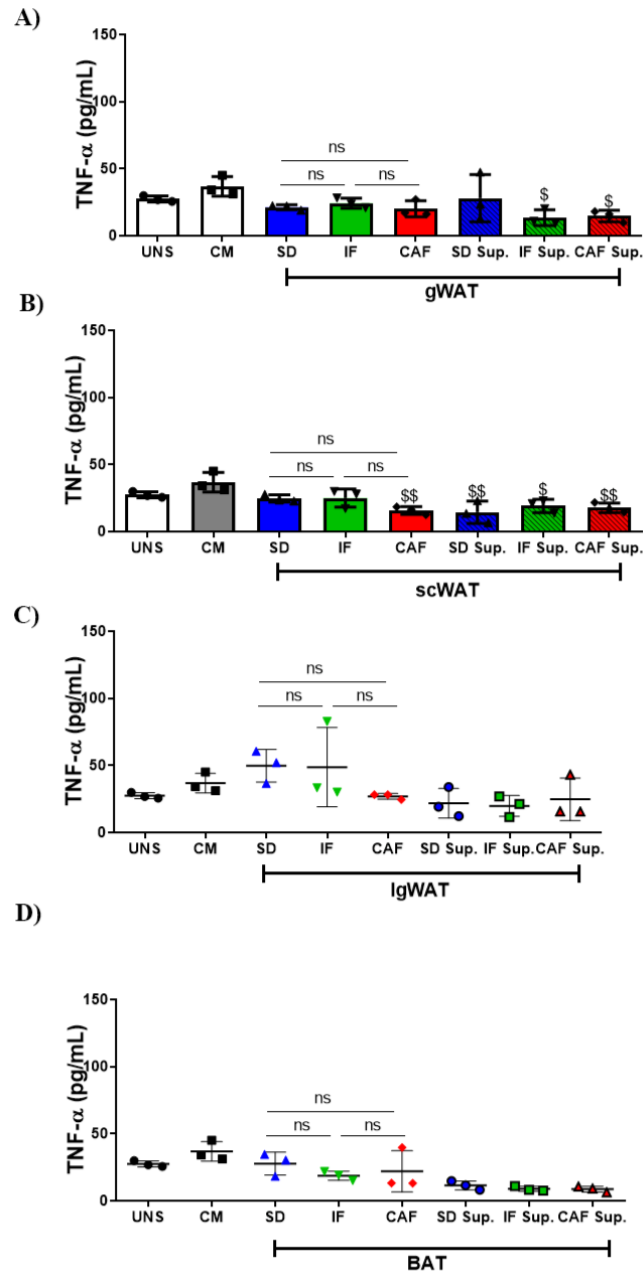 A)
TNF-α (pg/mL)
150
100
50
0
ns
ns ns
$ $
UNS CM SD IF CAF SD Sup. IF Sup. CAF Sup.
gWAT
B)
TNF-α (pg/mL)
150
100
50
0
ns
ns ns
$$ $$ $ $$
UNS CM SD IF CAF SD Sup. IF Sup. CAF Sup.
scWAT
C)
TNF-α (pg/mL)
150
100
50
0
ns
ns ns
UNS CM SD IF CAF SD Sup. IF Sup. CAF Sup.
IgWAT
D)
TNF-α (pg/mL)
150
100
50
0
ns
ns ns
UNS CM SD IF CAF SD Sup. IF Sup. CAF Sup.
BAT